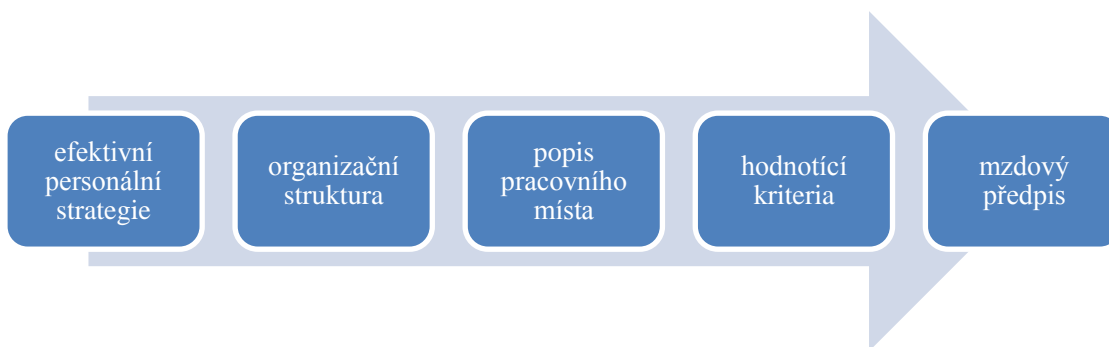 efektivní
personální
strategie
organizační
struktura
popis
pracovního
místa
hodnotící
kriteria
mzdový
předpis